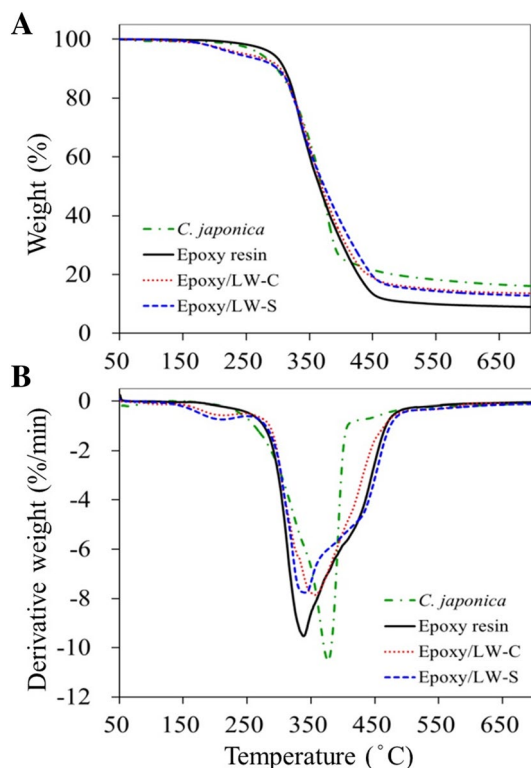 A
100
80
60
40
20
0
Weight (%)
C. japonica
Epoxy resin
Epoxy/LW-C
Epoxy/LW-S
50 150 250 350 450 550 650
B
0
-2
-4
-6
-8
-10
-12
Derivative weight (%/min)
C. japonica
Epoxy resin
Epoxy/LW-C
Epoxy/LW-S
50 150 250 350 450 550 650
Temperature (°C)